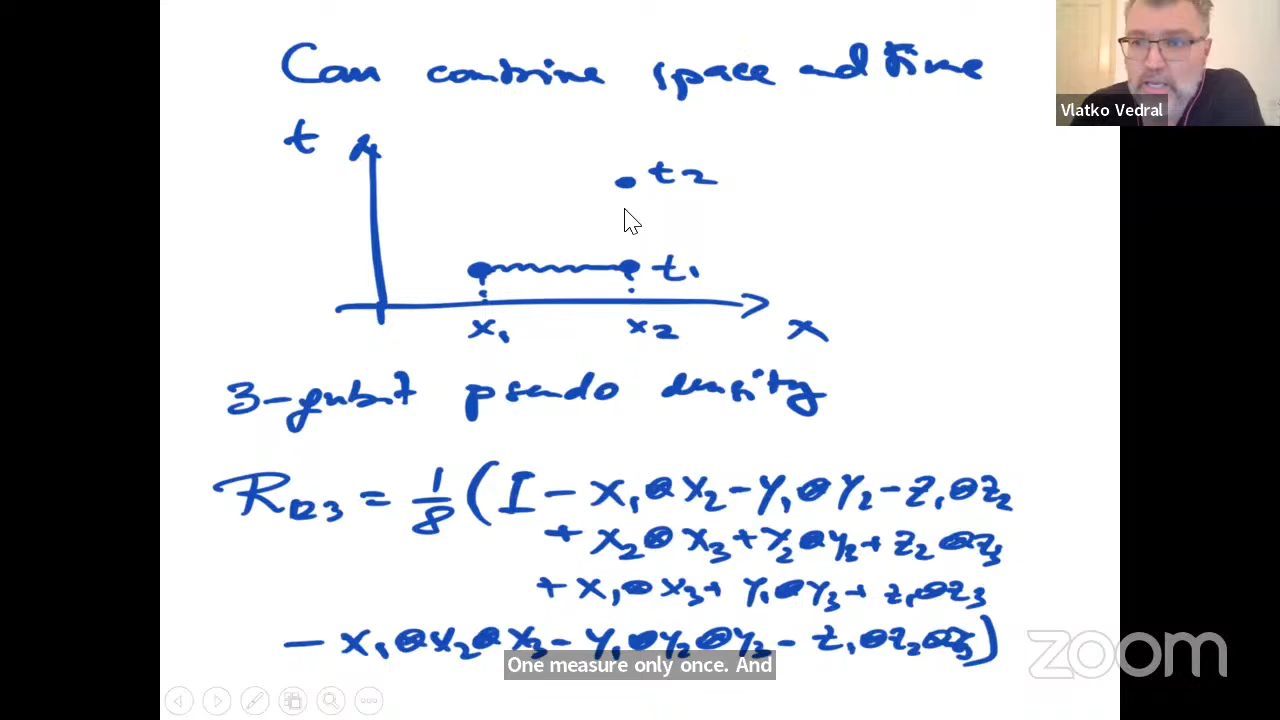 Can combine space and time
Vlatko Vedral
t
t2
t1
x1 x2 x
3-qubit pseudo density
R123 = 1/8 (I − X1⊗X2 − Y1⊗Y2 − Z1⊗Z2
+ X2⊗X3 + Y2⊗Y2 + Z2⊗Z3
+ X1⊗X3 + Y1⊗Y3 + Z1⊗Z3
− X1⊗X2⊗X3 − Y1⊗Y2⊗Y2 − Z1⊗Z2⊗Z3)
One measure only once. And
zoom